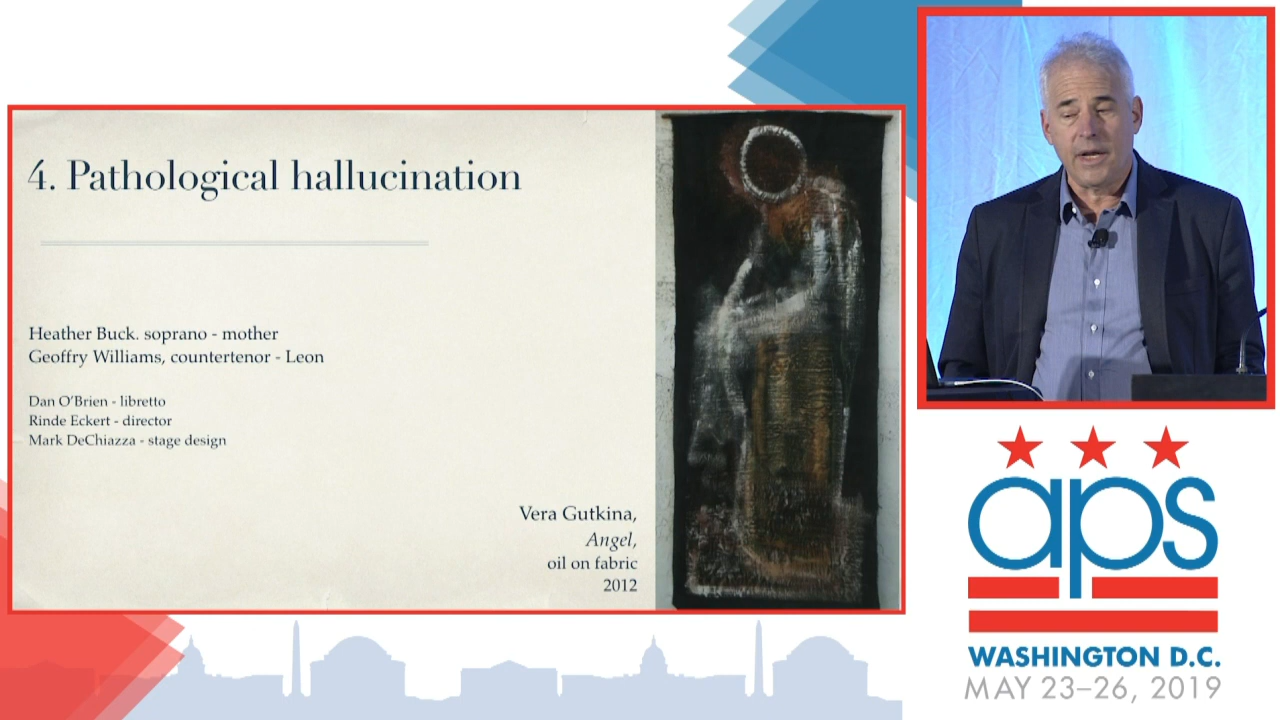 4. Pathological hallucination
Heather Buck. soprano - mother
Geoffry Williams, countertenor - Leon
Dan O'Brien - libretto
Rinde Eckert - director
Mark DeChiazza - stage design
Vera Gutkina,
Angel,
oil on fabric
2012
aps
WASHINGTON D.C.
MAY 23–26, 2019